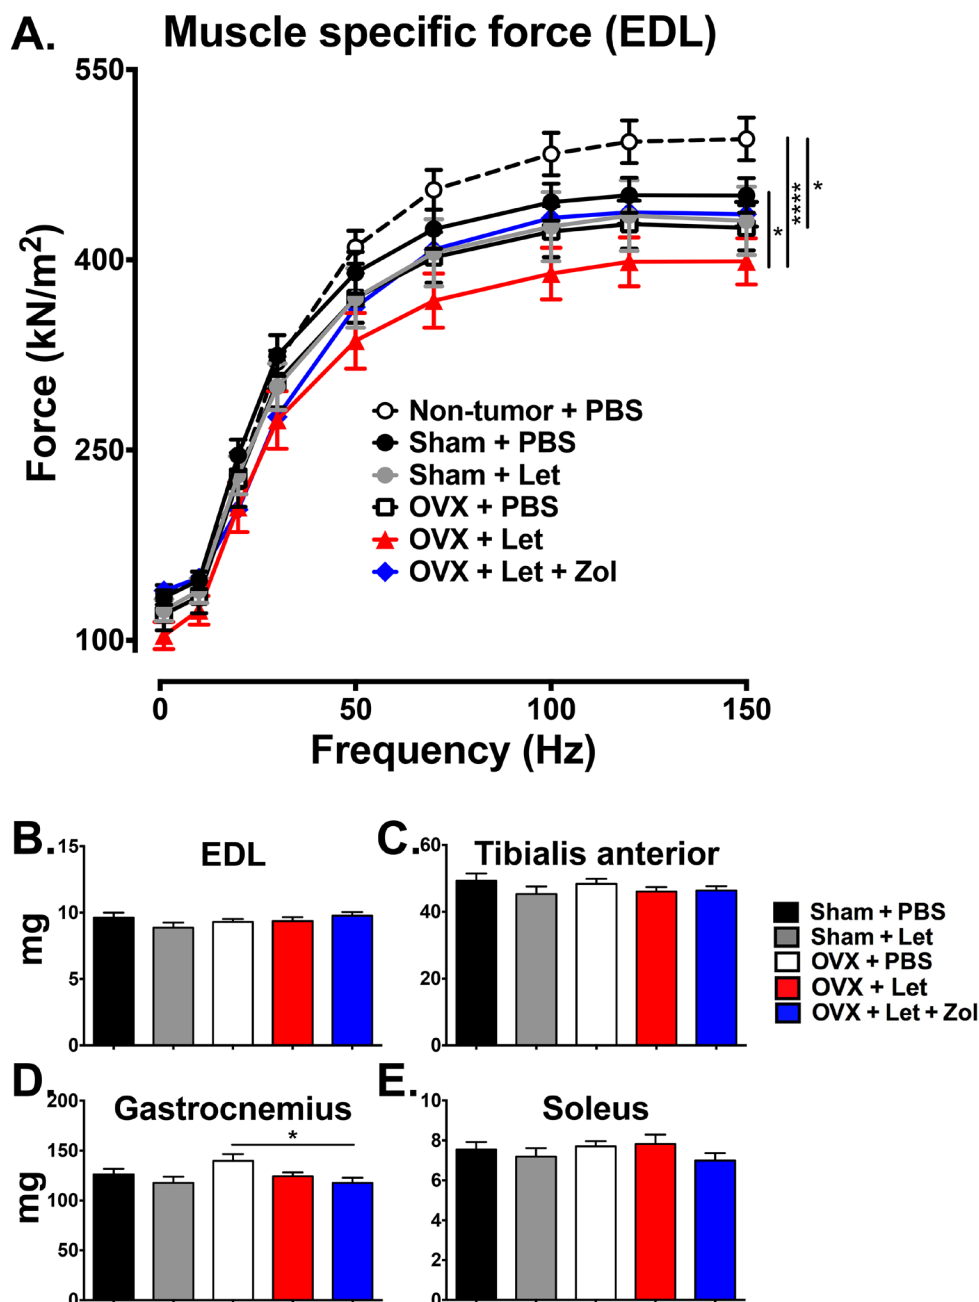 A. Muscle specific force (EDL)
550
400
250
100
Force (kN/m²)
*
****
*
Non-tumor + PBS
Sham + PBS
Sham + Let
OVX + PBS
OVX + Let
OVX + Let + Zol
0 50 100 150
Frequency (Hz)
B. EDL
15
10
5
0
mg
C. Tibialis anterior
60
40
20
0
Sham + PBS
Sham + Let
OVX + PBS
OVX + Let
OVX + Let + Zol
D. Gastrocnemius
200
150
100
50
0
mg
*
E. Soleus
10
8
6
4
2
0